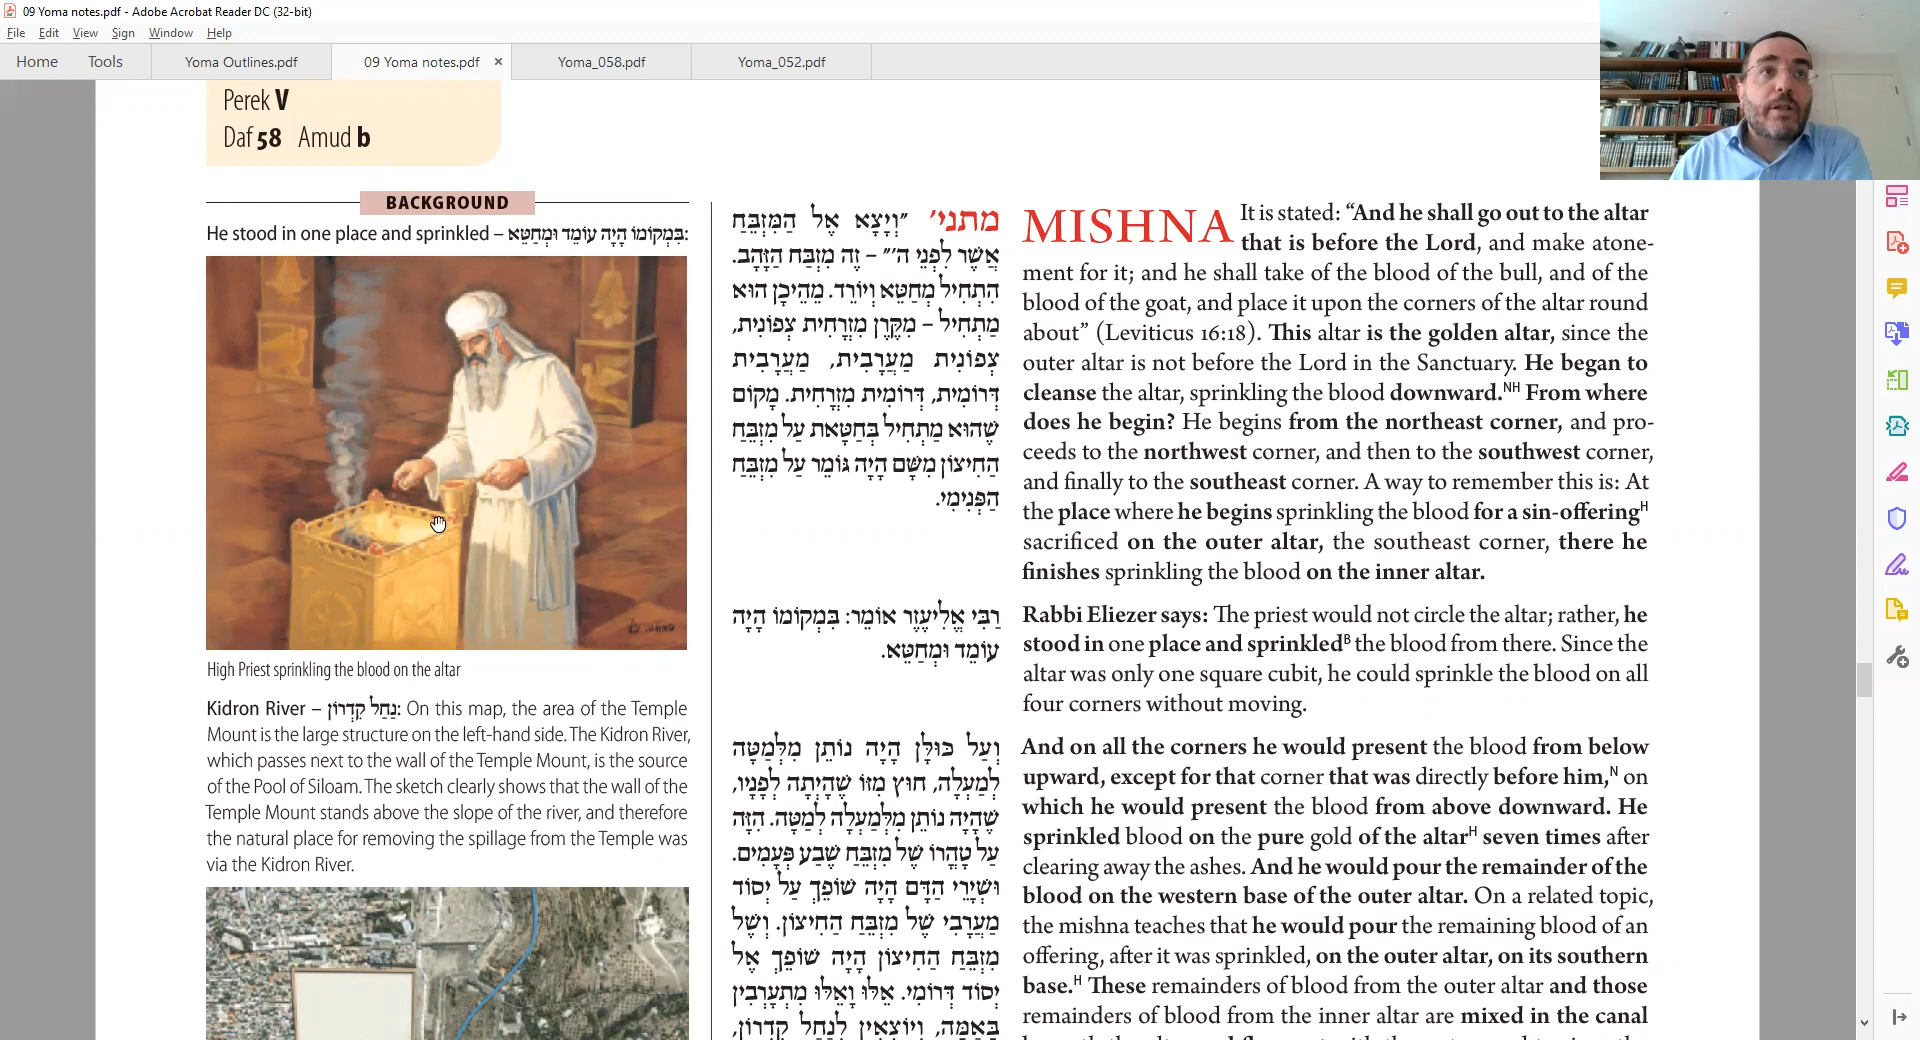 09 Yoma notes.pdf - Adobe Acrobat Reader DC (32-bit)
File Edit View Sign Window Help
Home Tools Yoma Outlines.pdf 09 Yoma notes.pdf × Yoma_058.pdf Yoma_052.pdf
Perek V
Daf 58 Amud b
BACKGROUND
He stood in one place and sprinkled – בִּמְקוֹמוֹ הָיָה עוֹמֵד וּמְחַטֵּא:
High Priest sprinkling the blood on the altar
Kidron River – נַחַל קִדְרוֹן: On this map, the area of the Temple
Mount is the large structure on the left-hand side. The Kidron River,
which passes next to the wall of the Temple Mount, is the source
of the Pool of Siloam. The sketch clearly shows that the wall of the
Temple Mount stands above the slope of the river, and therefore
the natural place for removing the spillage from the Temple was
via the Kidron River.
מתני׳ ״וְיָצָא אֶל הַמִּזְבֵּחַ
אֲשֶׁר לִפְנֵי ה׳״ – זֶה מִזְבַּח הַזָּהָב.
הִתְחִיל מְחַטֵּא וְיוֹרֵד. מֵהֵיכָן הוּא
מַתְחִיל – מִקֶּרֶן מִזְרָחִית צְפוֹנִית,
צְפוֹנִית מַעֲרָבִית, מַעֲרָבִית
דְּרוֹמִית, דְּרוֹמִית מִזְרָחִית. מָקוֹם
שֶׁהוּא מַתְחִיל בְּחַטָּאת עַל מִזְבֵּחַ
הַחִיצוֹן מִשָּׁם הָיָה גּוֹמֵר עַל מִזְבֵּחַ
הַפְּנִימִי.
רַבִּי אֱלִיעֶזֶר אוֹמֵר: בִּמְקוֹמוֹ הָיָה
עוֹמֵד וּמְחַטֵּא.
וְעַל כּוּלָּן הָיָה נוֹתֵן מִלְּמַטָּה
לְמַעְלָה, חוּץ מִזּוֹ שֶׁהָיְתָה לְפָנָיו,
שֶׁהָיָה נוֹתֵן מִלְּמַעְלָה לְמַטָּה. הִזָּה
עַל טָהֳרוֹ שֶׁל מִזְבֵּחַ שֶׁבַע פְּעָמִים.
וּשְׁיָרֵי הַדָּם הָיָה שׁוֹפֵךְ עַל יְסוֹד
מַעֲרָבִי שֶׁל מִזְבֵּחַ הַחִיצוֹן. וְשֶׁל
מִזְבֵּחַ הַחִיצוֹן הָיָה שׁוֹפֵךְ אֶל
יְסוֹד דְּרוֹמִי. אֵלּוּ וָאֵלּוּ מִתְעָרְבִין
בָּאַמָּה, וְיוֹצְאִין לְנַחַל קִדְרוֹן,
MISHNA It is stated: “And he shall go out to the altar
that is before the Lord, and make atone-
ment for it; and he shall take of the blood of the bull, and of the
blood of the goat, and place it upon the corners of the altar round
about” (Leviticus 16:18). This altar is the golden altar, since the
outer altar is not before the Lord in the Sanctuary. He began to
cleanse the altar, sprinkling the blood downward.NH From where
does he begin? He begins from the northeast corner, and pro-
ceeds to the northwest corner, and then to the southwest corner,
and finally to the southeast corner. A way to remember this is: At
the place where he begins sprinkling the blood for a sin-offeringH
sacrificed on the outer altar, the southeast corner, there he
finishes sprinkling the blood on the inner altar.
Rabbi Eliezer says: The priest would not circle the altar; rather, he
stood in one place and sprinkledB the blood from there. Since the
altar was only one square cubit, he could sprinkle the blood on all
four corners without moving.
And on all the corners he would present the blood from below
upward, except for that corner that was directly before him,N on
which he would present the blood from above downward. He
sprinkled blood on the pure gold of the altarH seven times after
clearing away the ashes. And he would pour the remainder of the
blood on the western base of the outer altar. On a related topic,
the mishna teaches that he would pour the remaining blood of an
offering, after it was sprinkled, on the outer altar, on its southern
base.H These remainders of blood from the outer altar and those
remainders of blood from the inner altar are mixed in the canal